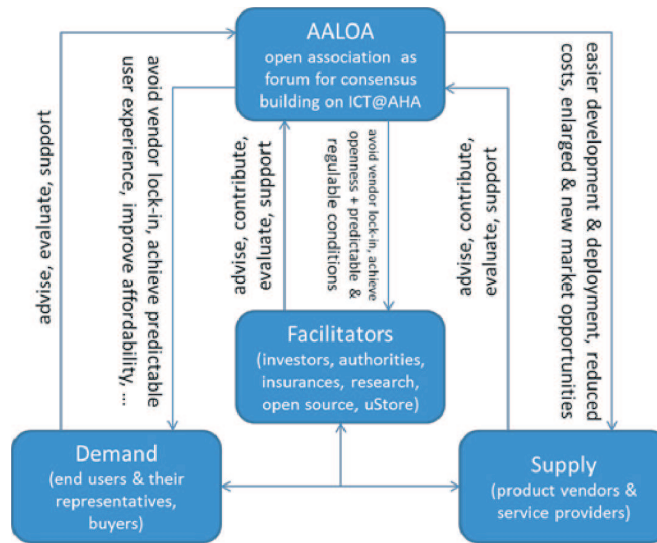 AALOA
open association as
forum for consensus
building on ICT@AHA
advise, evaluate, support
avoid vendor lock-in, achieve predictable
user experience, improve affordability, ...
advise, contribute,
evaluate, support
avoid vendor lock-in, achieve
openness + predictable &
regulable conditions
advise, contribute,
evaluate, support
easier development & deployment, reduced
costs, enlarged & new market opportunities
Facilitators
(investors, authorities,
insurances, research,
open source, uStore)
Demand
(end users & their
representatives,
buyers)
Supply
(product vendors &
service providers)